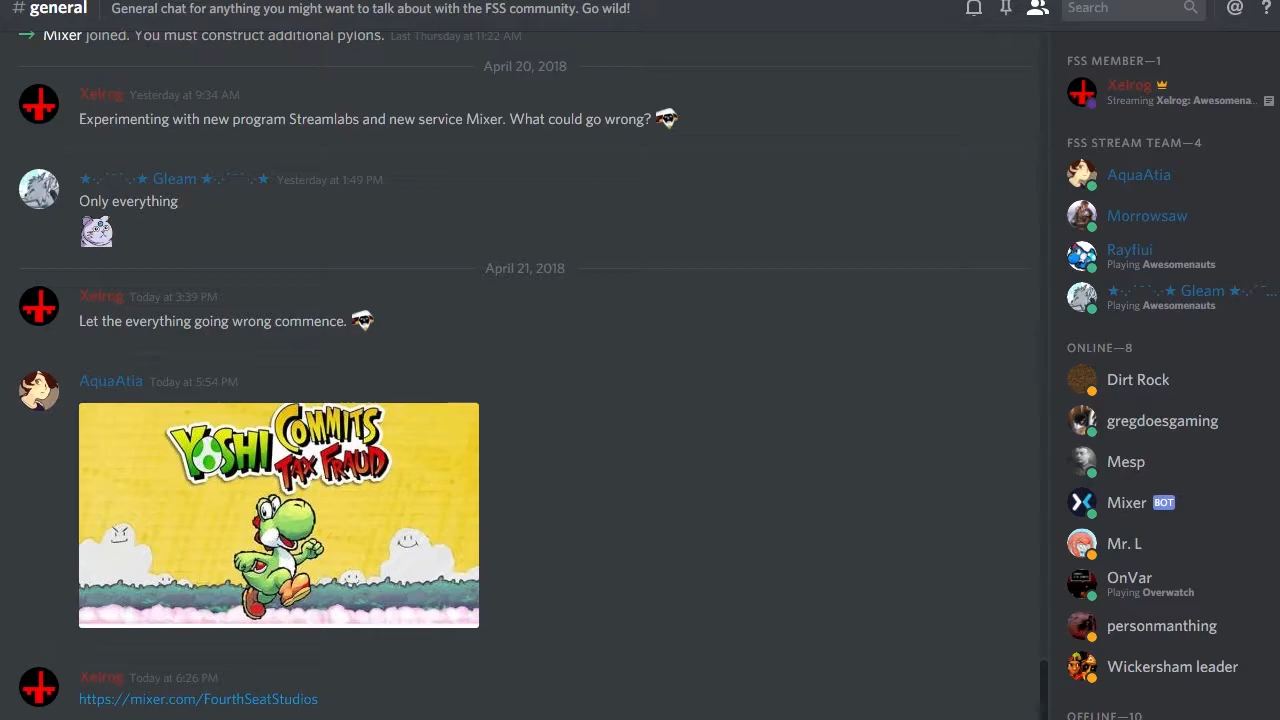 # general
General chat for anything you might want to talk about with the FSS community. Go wild!
Search
@ ?
Mixer joined. You must construct additional pylons. Last Thursday at 11:22 AM
April 20, 2018
Xelrog Yesterday at 9:34 AM
Experimenting with new program Streamlabs and new service Mixer. What could go wrong?
Gleam Yesterday at 1:49 PM
Only everything
April 21, 2018
Xelrog Today at 3:39 PM
Let the everything going wrong commence.
AquaAtia Today at 5:54 PM
YOSHI COMMITS
TAX FRAUD
Xelrog Today at 6:26 PM
https://mixer.com/FourthSeatStudios
FSS MEMBER—1
Xelrog
Streaming Xelrog: Awesomena...
FSS STREAM TEAM—4
AquaAtia
Morrowsaw
Rayfiui
Playing Awesomenauts
Gleam
Playing Awesomenauts
ONLINE—8
Dirt Rock
gregdoesgaming
Mesp
Mixer BOT
Mr. L
OnVar
Playing Overwatch
personmanthing
Wickersham leader
OFFLINE—10